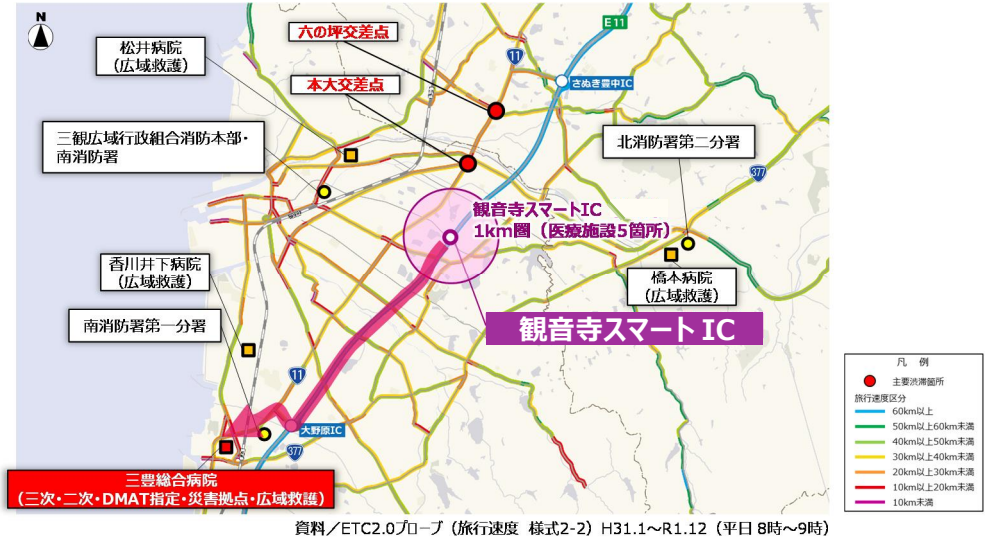 N
松井病院
（広域救護）
六の坪交差点
本大交差点
E11
11
さぬき豊中IC
三観広域行政組合消防本部・
南消防署
北消防署第二分署
377
観音寺スマートIC
1km圏（医療施設5箇所）
香川井下病院
（広域救護）
橋本病院
（広域救護）
南消防署第一分署
観音寺スマート IC
11
大野原IC
377
三豊総合病院
（三次・二次・DMAT指定・災害拠点・広域救護）
凡 例
主要渋滞箇所
旅行速度区分
60km以上
50km以上60km未満
40km以上50km未満
30km以上40km未満
20km以上30km未満
10km以上20km未満
10km未満
資料／ETC2.0プローブ（旅行速度 様式2-2）H31.1～R1.12（平日 8時～9時）